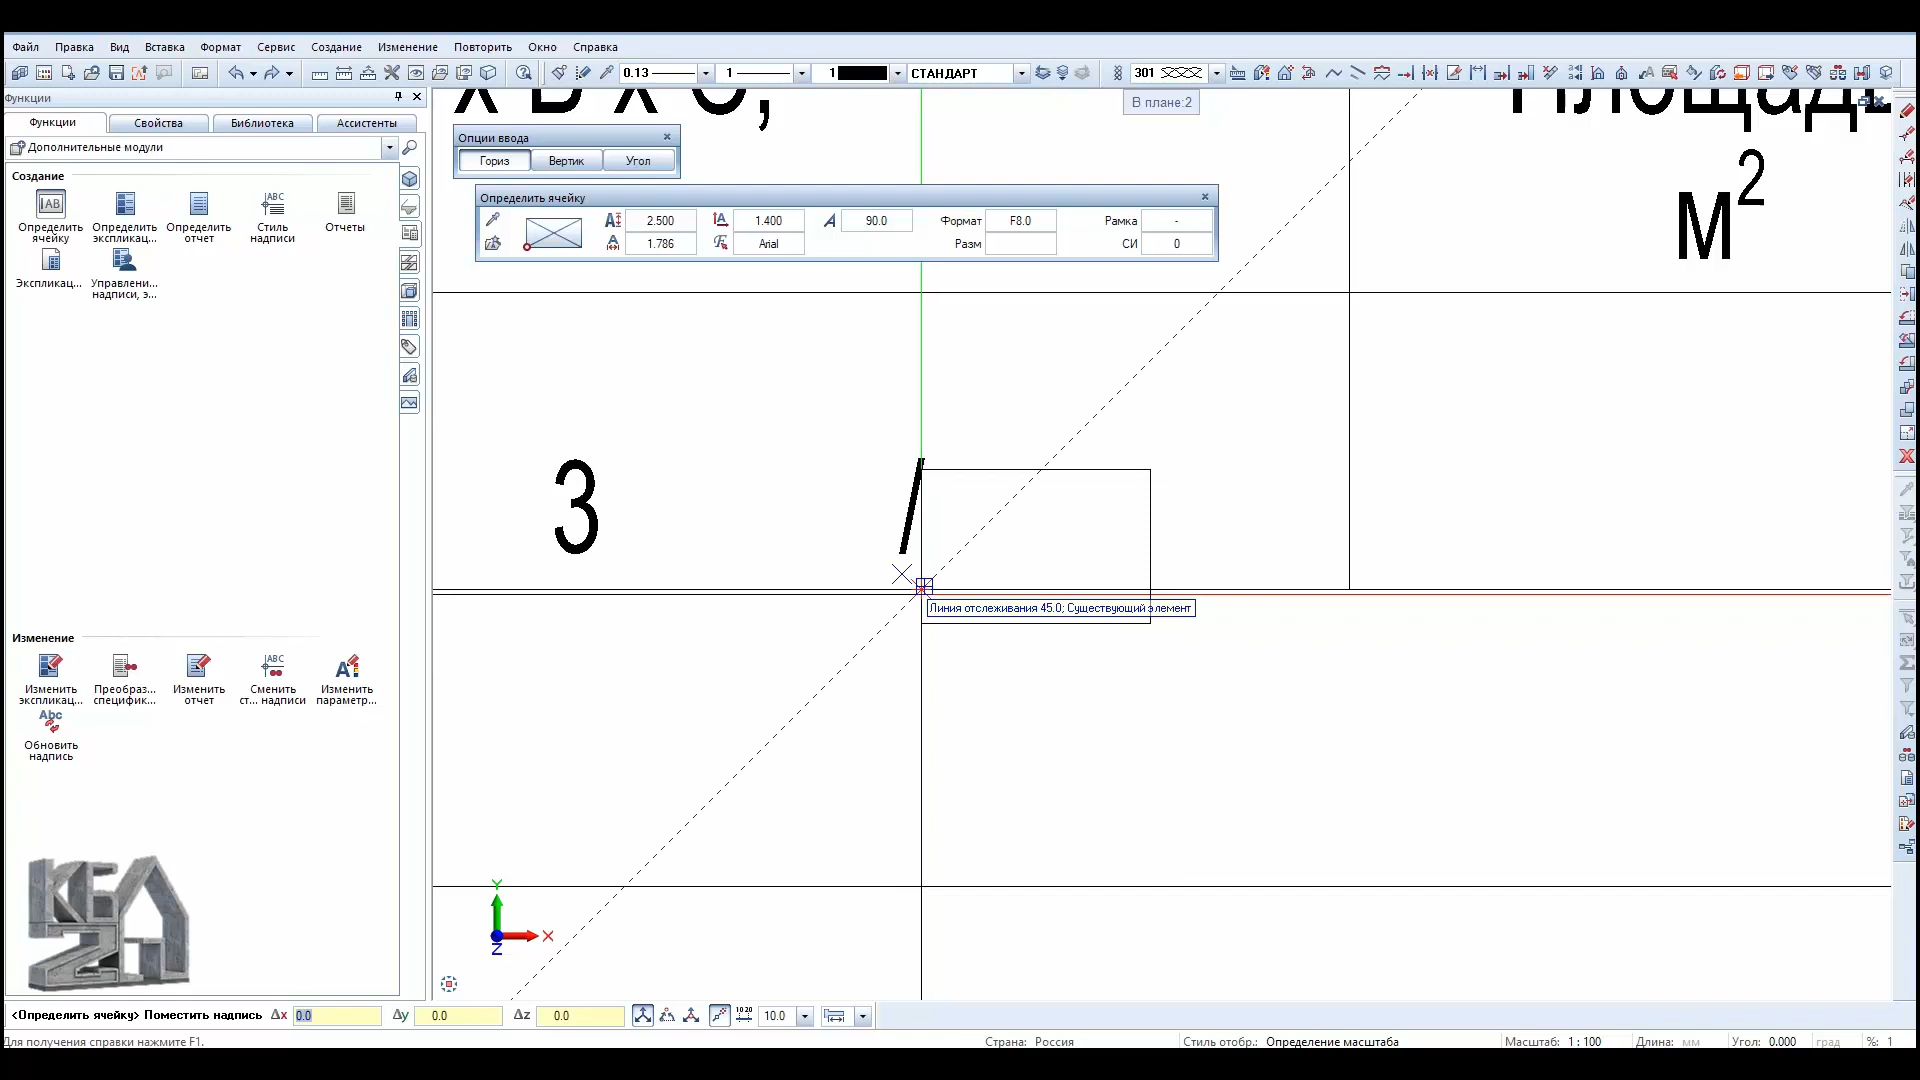 Файл Правка Вид Вставка Формат Сервис Создание Изменение Повторить Окно Справка
0.13 1 1 СТАНДАРТ 301
Функции
Функции Свойства Библиотека Ассистенты
Дополнительные модули
Создание
Определить ячейку
Определить экспликац...
Определить отчет
Стиль надписи
Отчеты
Экспликац...
Управлени... надписи, э...
Изменение
Изменить экспликац...
Преобраз... специфик...
Изменить отчет
Сменить ст... надписи
Изменить параметр...
Обновить надпись
КБ
В плане:2
х В х С,
Площадь
м²
Опции ввода
Гориз Вертик Угол
Определить ячейку
2.500 1.400 90.0 Формат F8.0 Рамка -
1.786 Arial Разм СИ 0
3 /
Линия отслеживания 45.0; Существующий элемент
Y
X
Z
<Определить ячейку> Поместить надпись Δx 0.0 Δy 0.0 Δz 0.0 1020 10.0
Для получения справки нажмите F1. Страна: Россия Стиль отобр.: Определение масштаба Масштаб: 1 : 100 Длина: мм Угол: 0.000 град %: 1